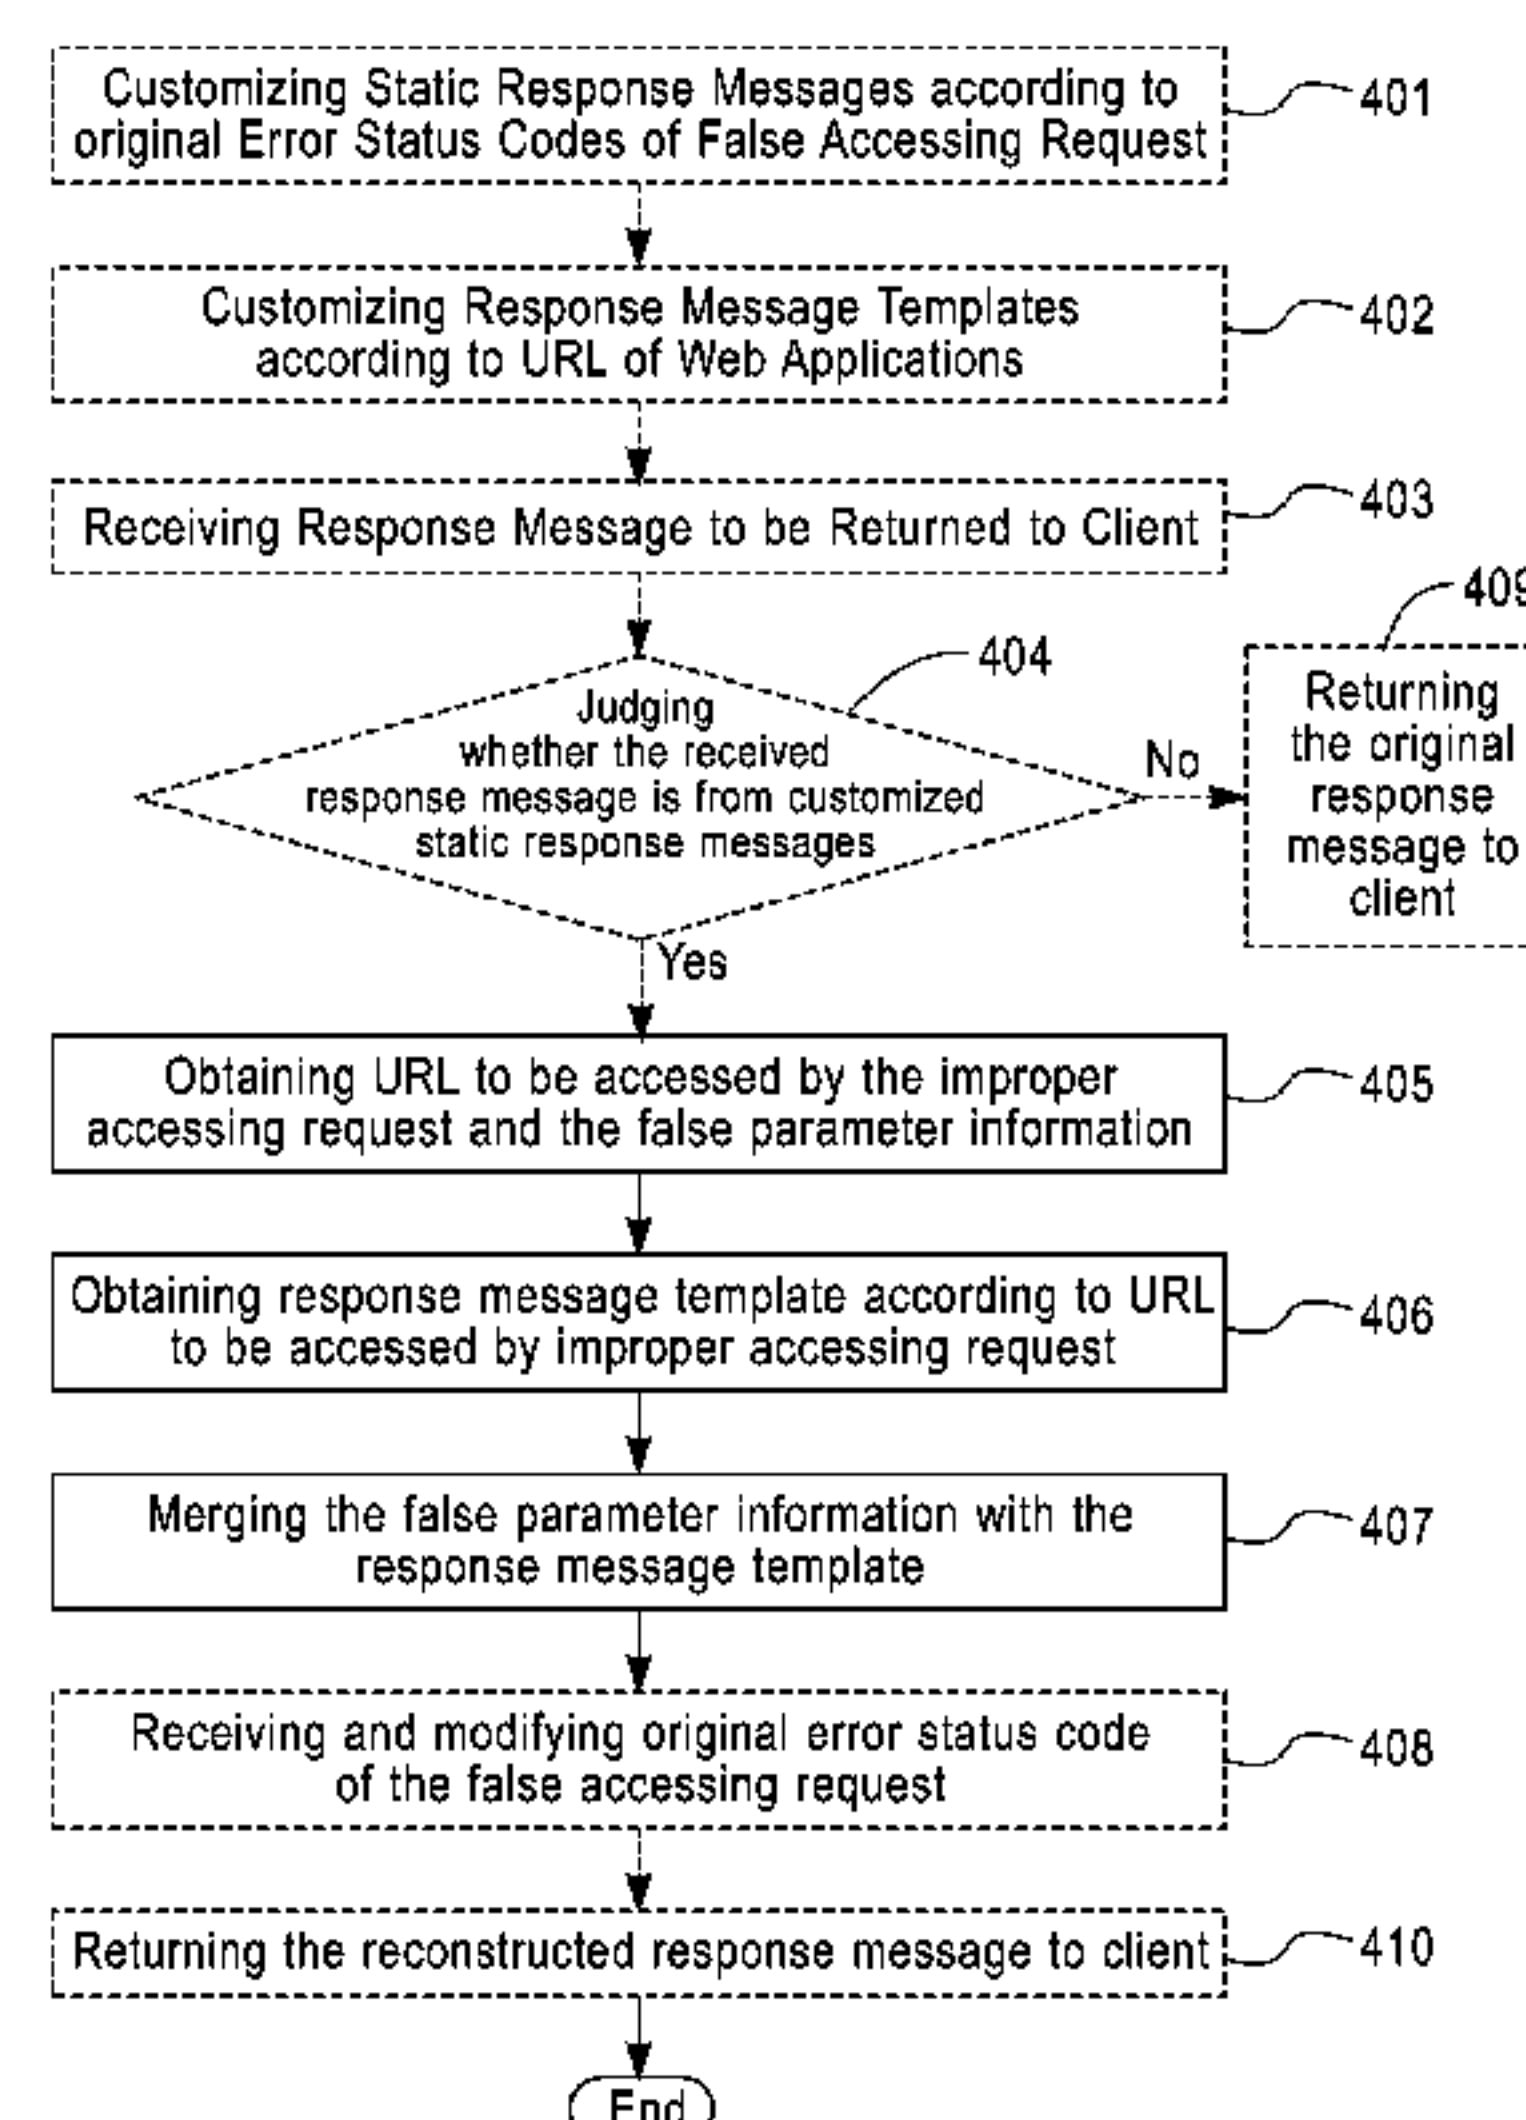 Customizing Static Response Messages according to
original Error Status Codes of False Accessing Request
401
Customizing Response Message Templates
according to URL of Web Applications
402
Receiving Response Message to be Returned to Client
403
Judging
whether the received
response message is from customized
static response messages
404
No
409
Returning
the original
response
message to
client
Yes
Obtaining URL to be accessed by the improper
accessing request and the false parameter information
405
Obtaining response message template according to URL
to be accessed by improper accessing request
406
Merging the false parameter information with the
response message template
407
Receiving and modifying original error status code
of the false accessing request
408
Returning the reconstructed response message to client
410
End